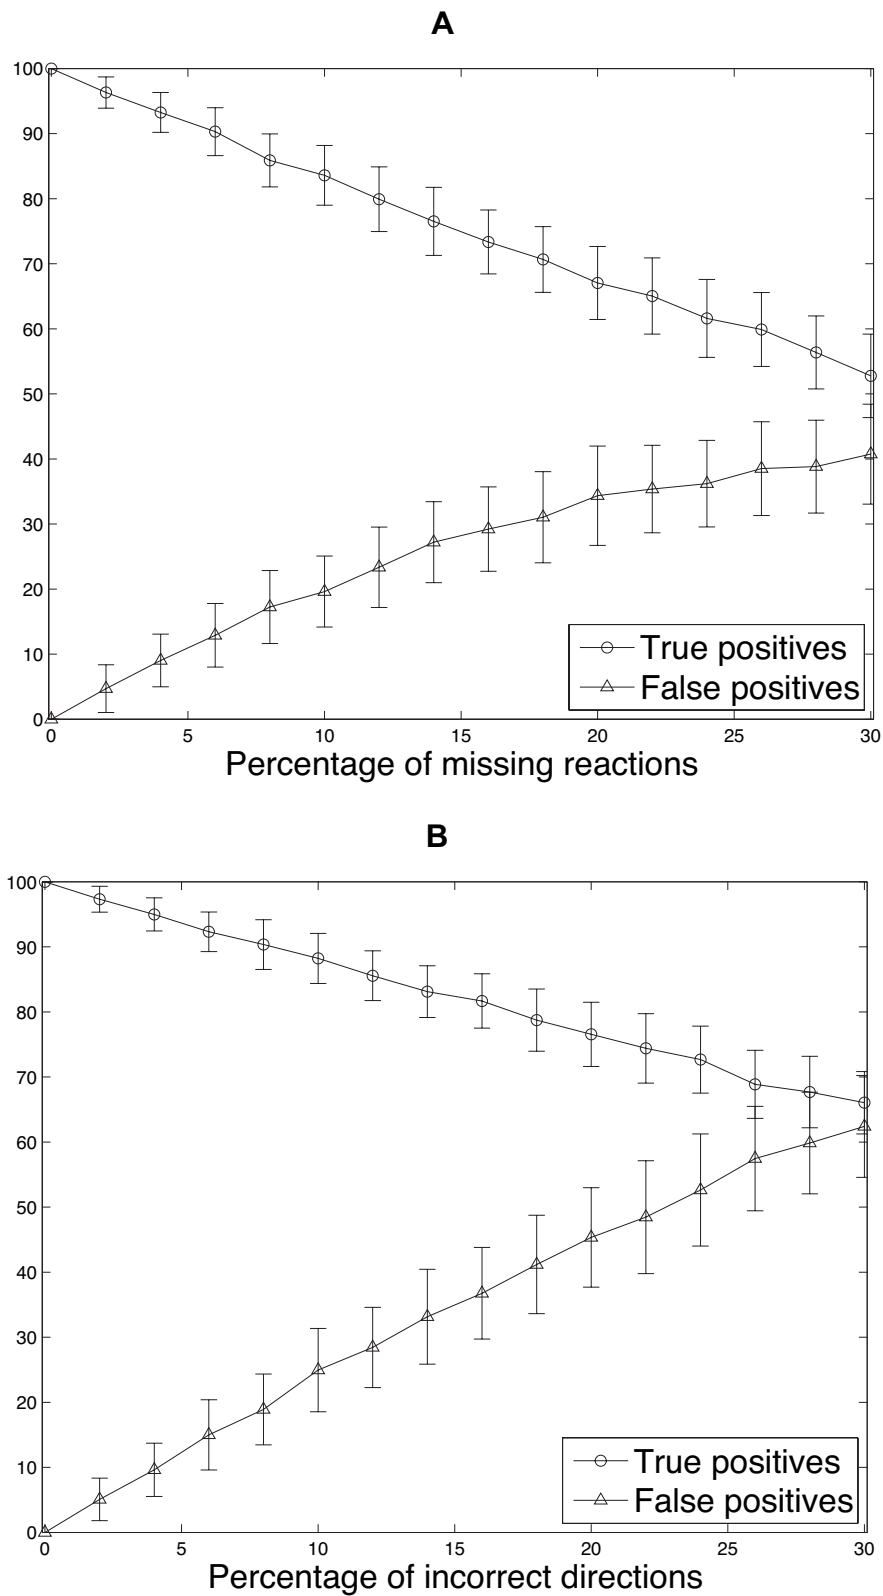 A
100
90
80
70
60
50
40
30
20
10
0
True positives
False positives
0 5 10 15 20 25 30
Percentage of missing reactions
B
100
90
80
70
60
50
40
30
20
10
0
True positives
False positives
0 5 10 15 20 25 30
Percentage of incorrect directions